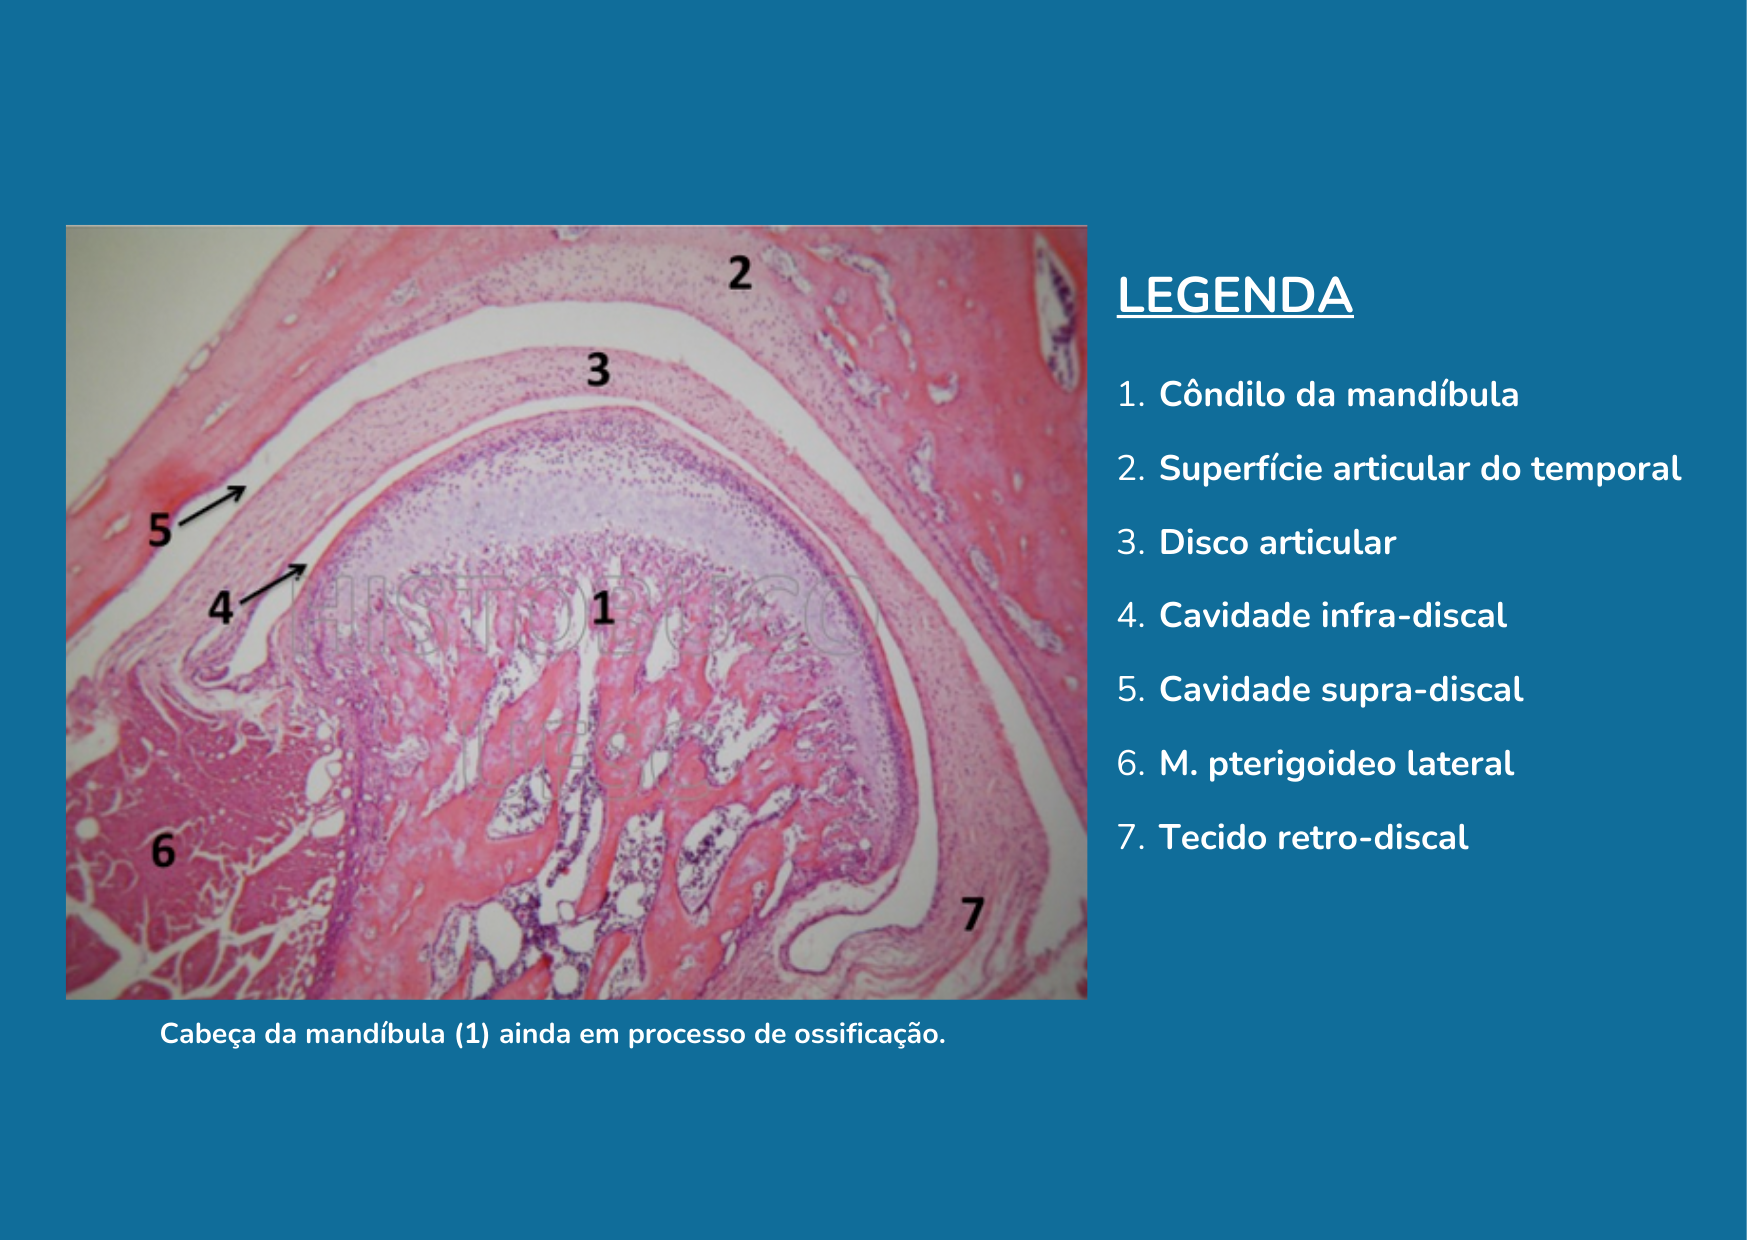 2
3
5
4
1
HISTOBUCO
UFSC
6
7
LEGENDA
1. Côndilo da mandíbula
2. Superfície articular do temporal
3. Disco articular
4. Cavidade infra-discal
5. Cavidade supra-discal
6. M. pterigoideo lateral
7. Tecido retro-discal
Cabeça da mandíbula (1) ainda em processo de ossificação.